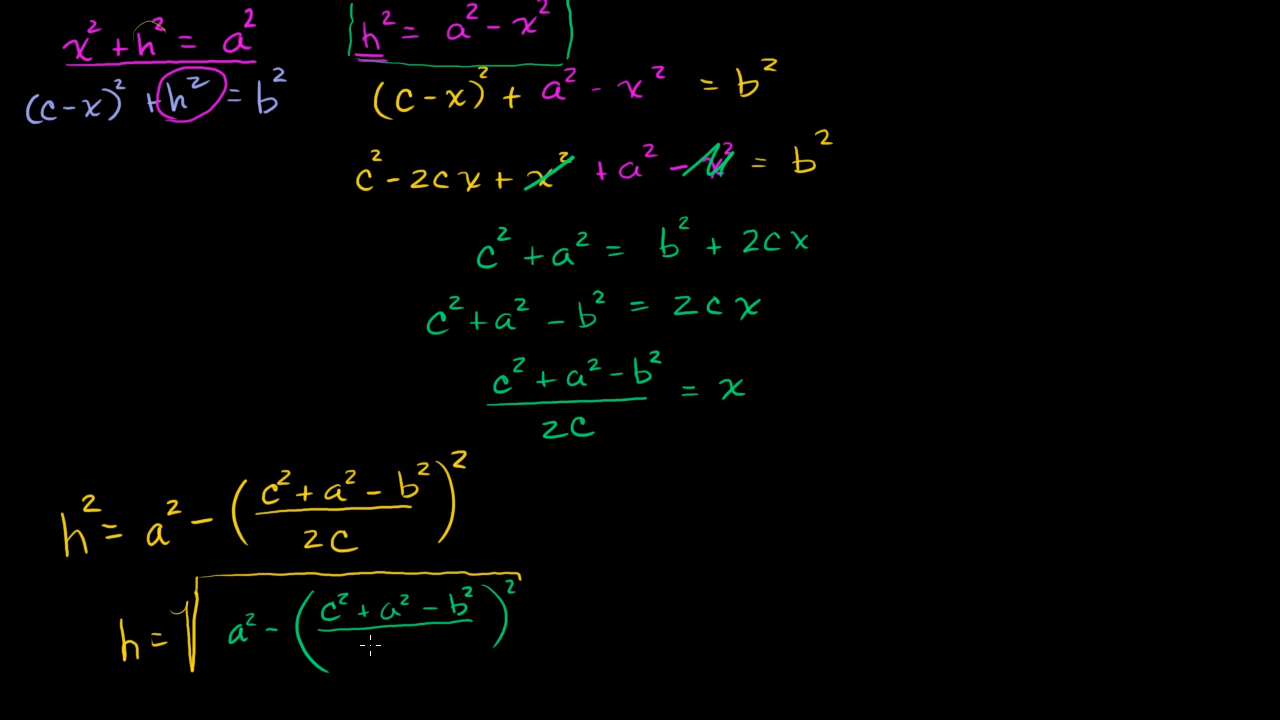 x² + h² = a²
(c-x)² + h² = b²
h² = a² - x²
(c-x)² + a² - x² = b²
c² - 2cx + x² + a² - x² = b²
c² + a² = b² + 2cx
c² + a² - b² = 2cx
(c² + a² - b²)/2c = x
h² = a² - ((c² + a² - b²)/2c)²
h = √(a² - ((c² + a² - b²)/ )²)